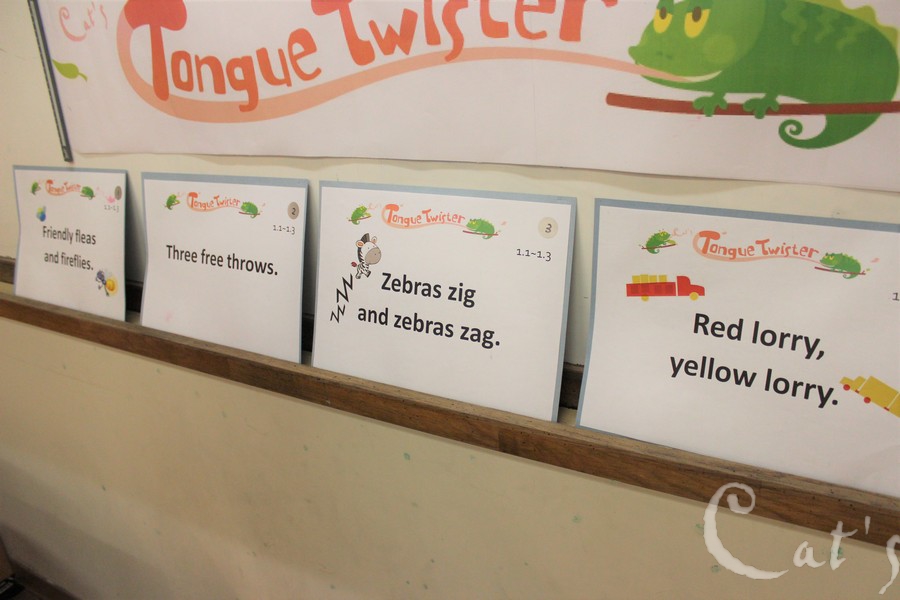 Cat's
Tongue Twister
Tongue Twister
1.1-1.3
Friendly fleas
and fireflies.
Tongue Twister
2
1.1~1.3
Three free throws.
Tongue Twister
3
1.1~1.3
Zebras zig
and zebras zag.
Tongue Twister
Red lorry,
yellow lorry.
Cat's